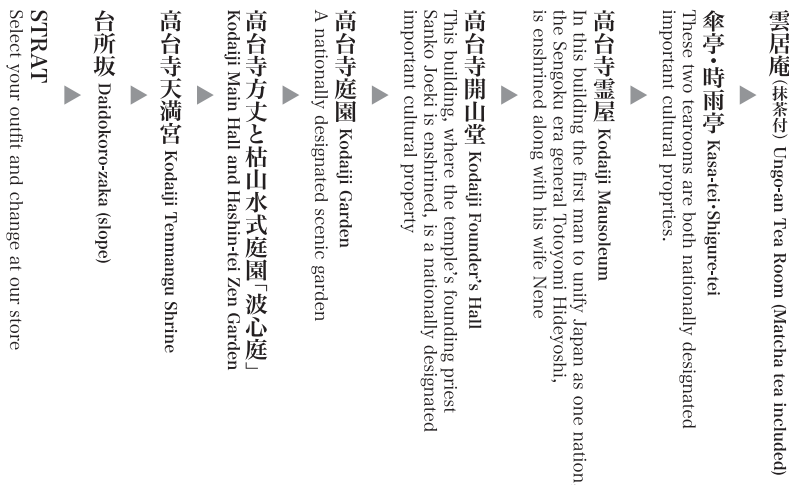 雲居庵（抹茶付） Ungo-an Tea Room (Matcha tea included)
傘亭・時雨亭 Kasa-tei·Shigure-tei
These two tearooms are both nationally designated
important cultural proprties.
高台寺霊屋 Kodaiji Mausoleum
In this building the first man to unify Japan as one nation
the Sengoku era general Totoyomi Hideyoshi,
is enshrined along with his wife Nene
高台寺開山堂 Kodaiji Founder's Hall
This building, where the temple's founding priest
Sanko Joeki is enshrined, is a nationally designated
important cultural property
高台寺庭園 Kodaiji Garden
A nationally designated scenic garden
高台寺方丈と枯山水式庭園「波心庭」
Kodaiji Main Hall and Hashin-tei Zen Garden
高台寺天満宮 Kodaiji Tenmangu Shrine
台所坂 Daidokoro-zaka (slope)
STRAT
Select your outfit and change at our store